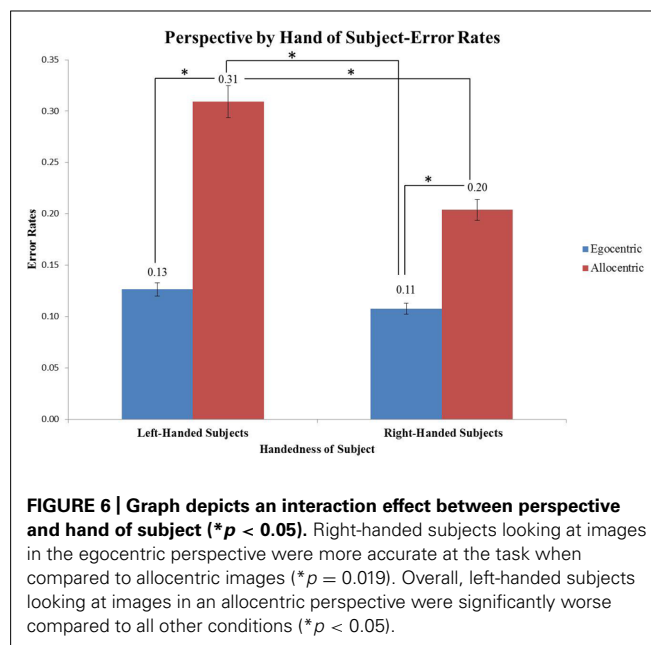 Perspective by Hand of Subject-Error Rates
0.35
0.30
0.25
0.20
0.15
0.10
0.05
0.00
Error Rates
*
*
*
*
0.31
0.20
0.13
0.11
Egocentric
Allocentric
Left-Handed Subjects
Right-Handed Subjects
Handedness of Subject
FIGURE 6 | Graph depicts an interaction effect between perspective
and hand of subject (*p < 0.05). Right-handed subjects looking at images
in the egocentric perspective were more accurate at the task when
compared to allocentric images (*p = 0.019). Overall, left-handed subjects
looking at images in an allocentric perspective were significantly worse
compared to all other conditions (*p < 0.05).